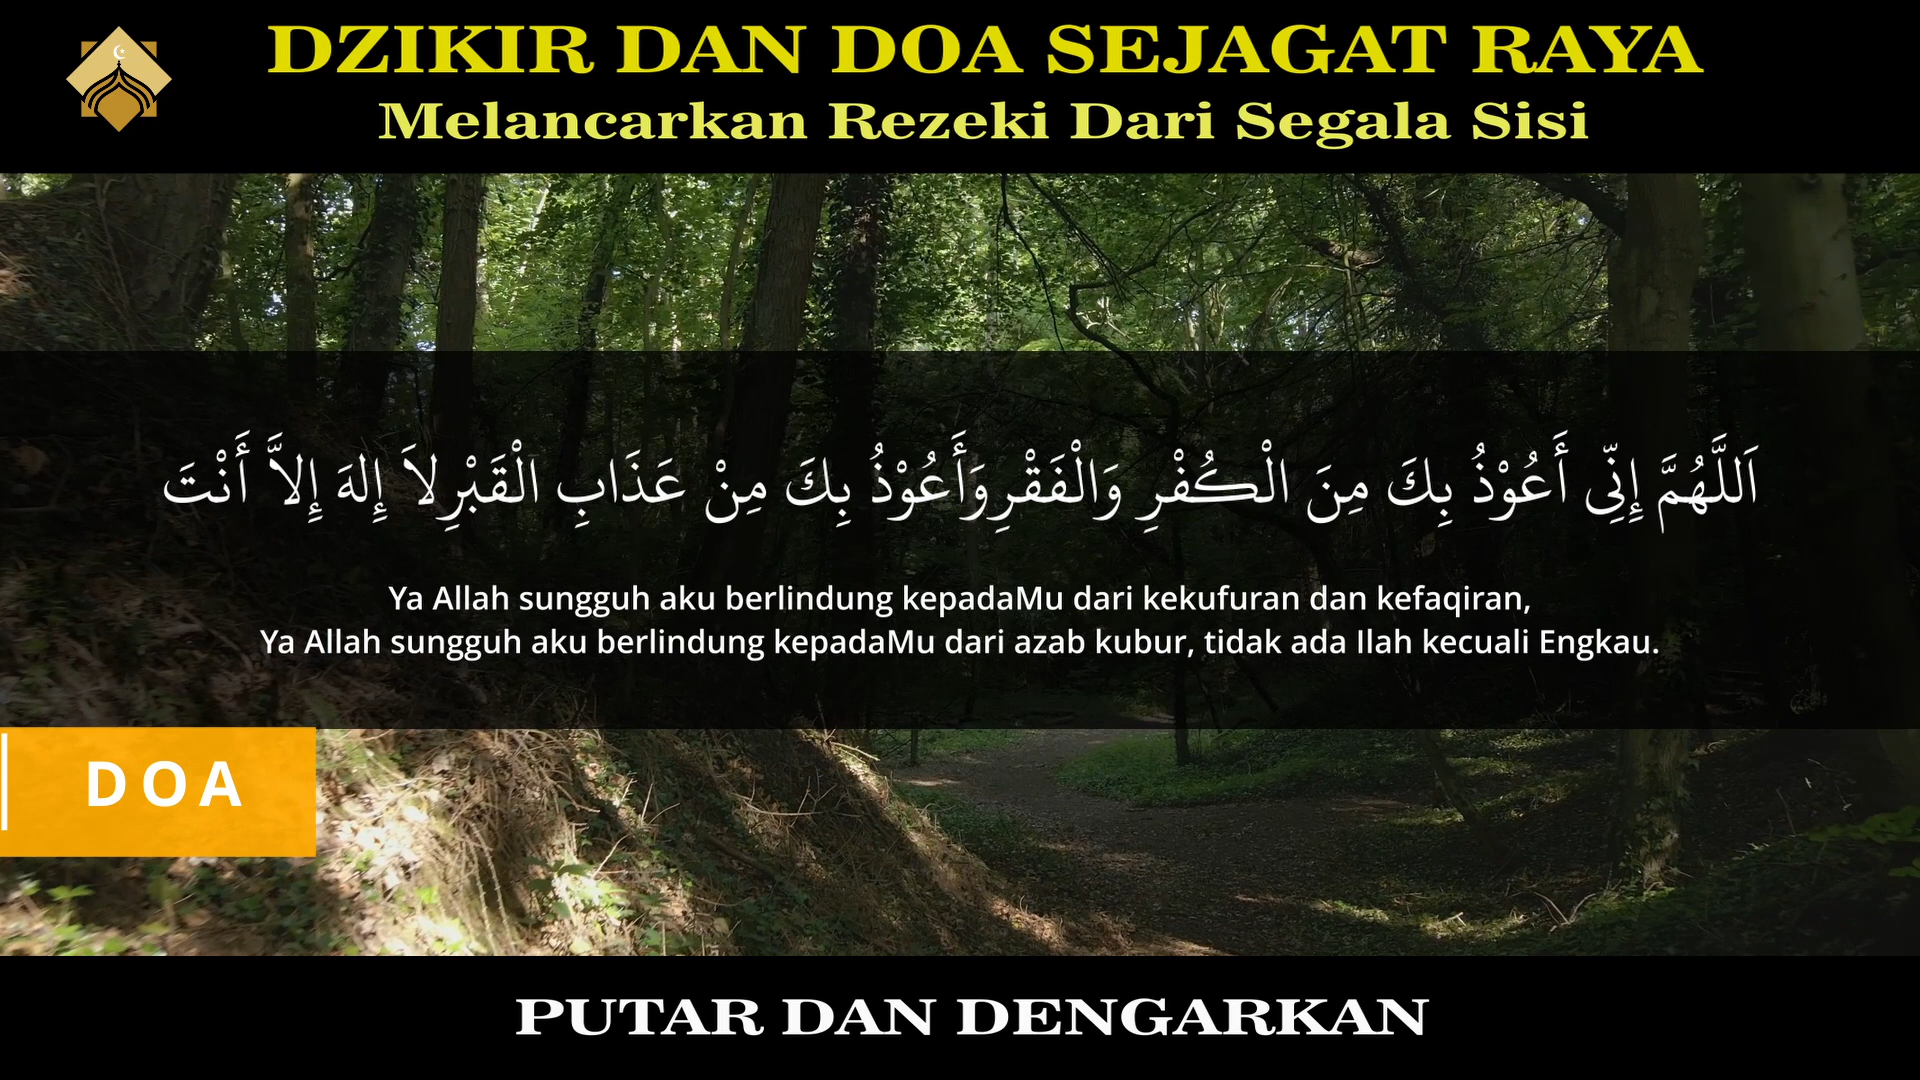 DZIKIR DAN DOA SEJAGAT RAYA
Melancarkan Rezeki Dari Segala Sisi
اَللَّهُمَّ إِنِّى أَعُوْذُ بِكَ مِنَ الْكُفْرِ وَالْفَقْرِوَأَعُوْذُ بِكَ مِنْ عَذَابِ الْقَبْرِلاَ إِلهَ إِلاَّ أَنْتَ
Ya Allah sungguh aku berlindung kepadaMu dari kekufuran dan kefaqiran,
Ya Allah sungguh aku berlindung kepadaMu dari azab kubur, tidak ada Ilah kecuali Engkau.
DOA
PUTAR DAN DENGARKAN